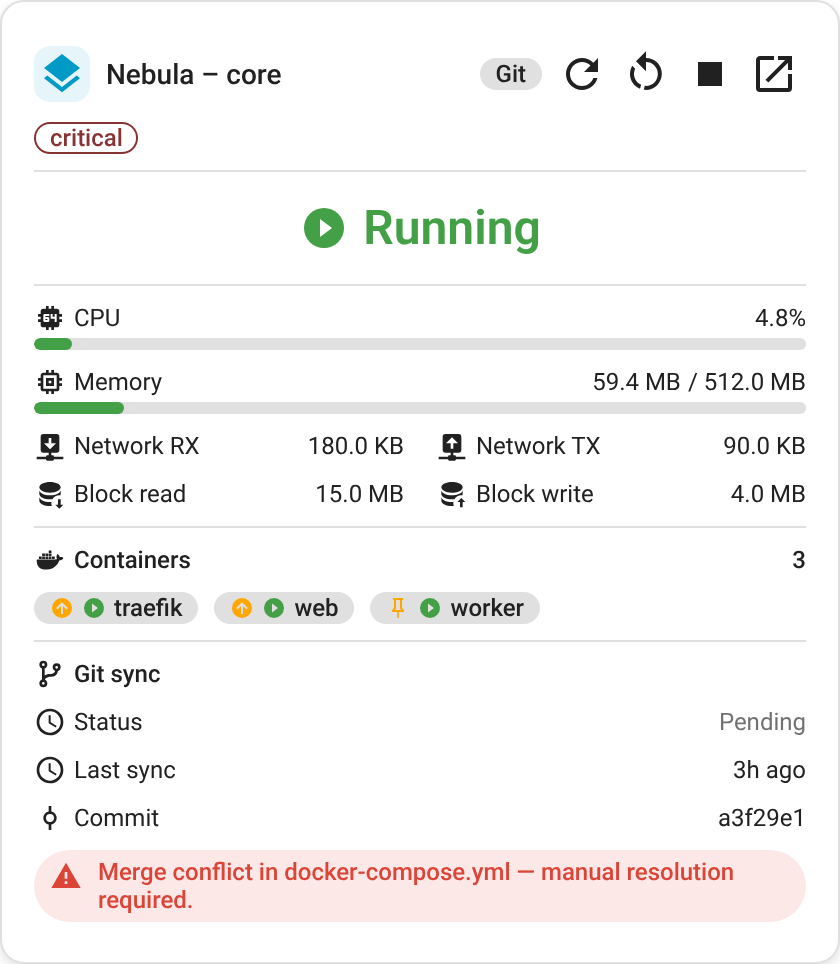 Nebula – core
Git
critical
Running
64
CPU
4.8%
Memory
59.4 MB / 512.0 MB
Network RX
180.0 KB
Network TX
90.0 KB
Block read
15.0 MB
Block write
4.0 MB
Containers
3
traefik
web
worker
Git sync
Status
Pending
Last sync
3h ago
Commit
a3f29e1
Merge conflict in docker-compose.yml — manual resolution
required.